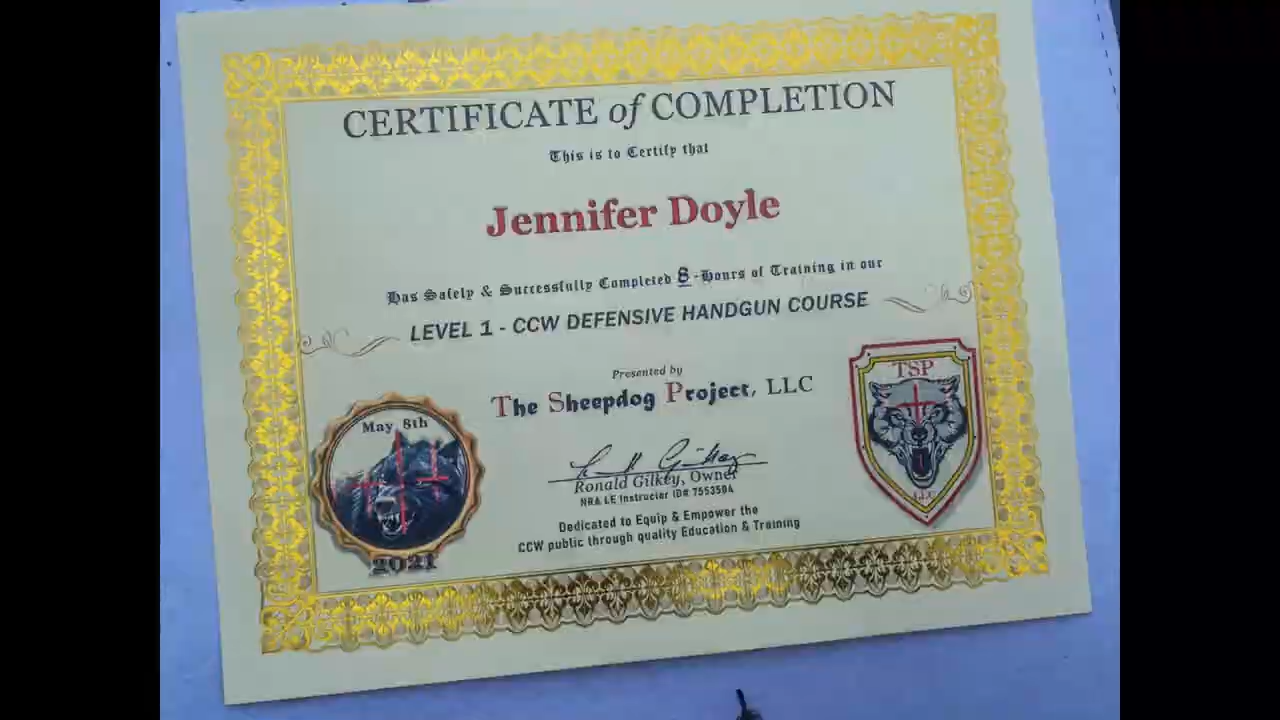 CERTIFICATE of COMPLETION
This is to Certify that
Jennifer Doyle
Has Safely & Successfully Completed 8-Hours of Training in our
LEVEL 1 - CCW DEFENSIVE HANDGUN COURSE
Presented by
The Sheepdog Project, LLC
Ronald Gilkey, Owner
NRA LE Instructor ID# 7553504
Dedicated to Equip & Empower the
CCW public through quality Education & Training
May 8th
2021
TSP
LLC